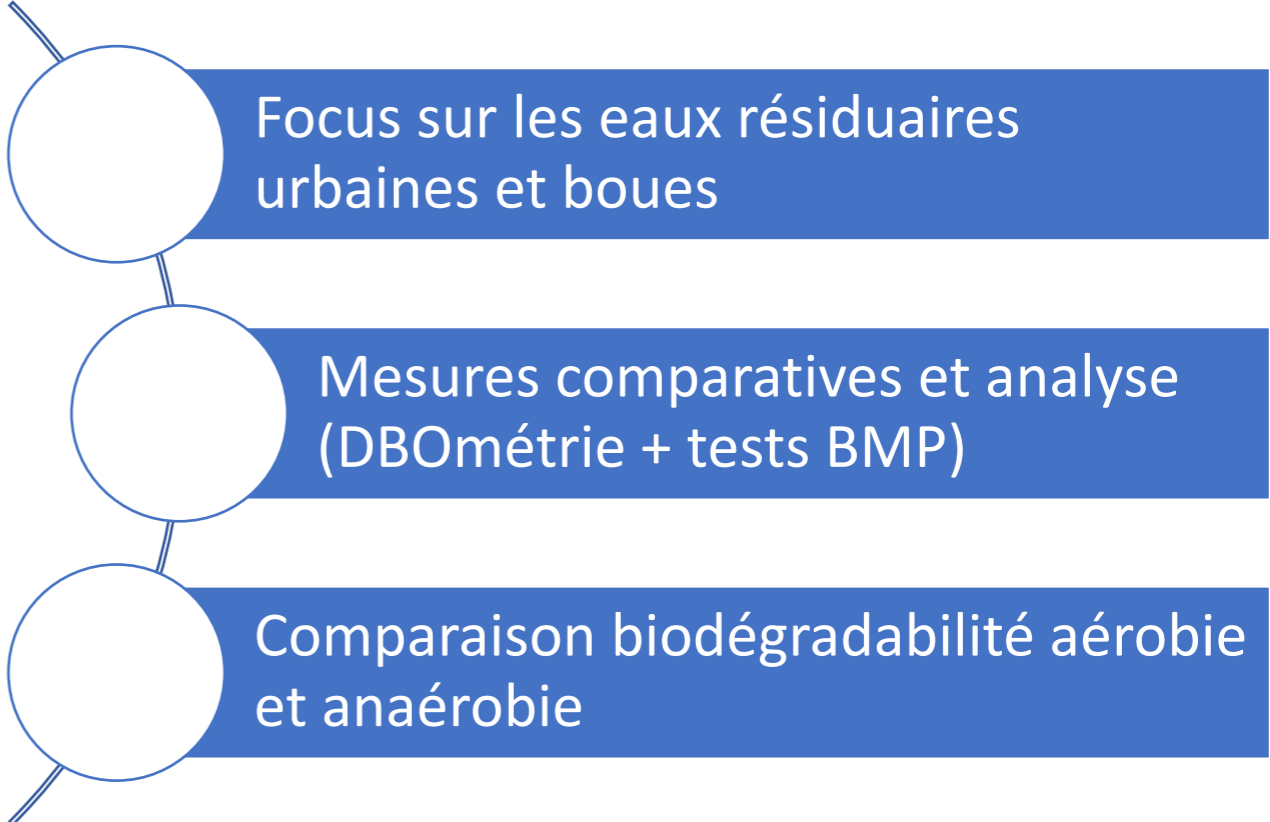 Focus sur les eaux résiduaires
urbaines et boues
Mesures comparatives et analyse
(DBOmétrie + tests BMP)
Comparaison biodégradabilité aérobie
et anaérobie